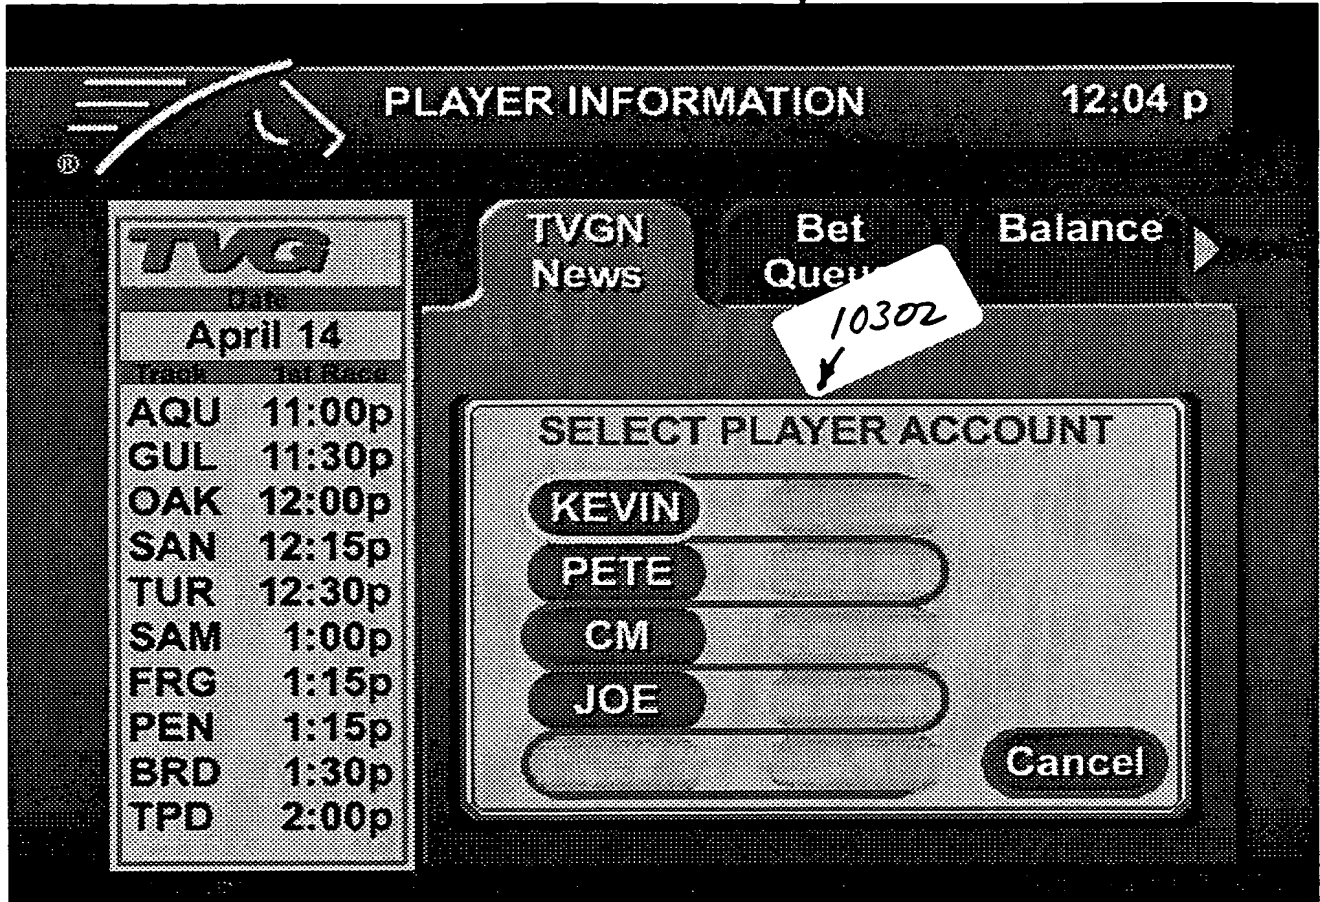 PLAYER INFORMATION 12:04 p
®
TVG
Date
April 14
Track 1st Race
AQU 11:00p
GUL 11:30p
OAK 12:00p
SAN 12:15p
TUR 12:30p
SAM 1:00p
FRG 1:15p
PEN 1:15p
BRD 1:30p
TPD 2:00p
TVGN
News
Bet
Queu
Balance
10302
SELECT PLAYER ACCOUNT
KEVIN
PETE
CM
JOE
Cancel